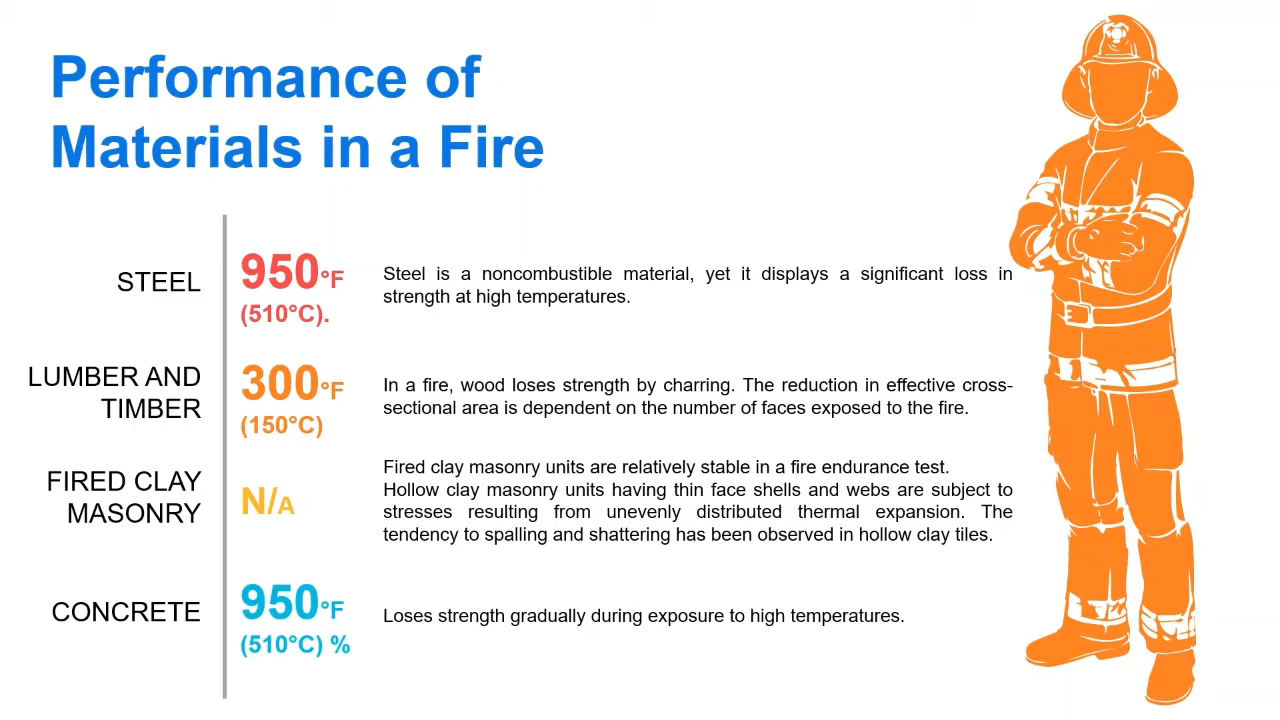 Performance of
Materials in a Fire
STEEL
950°F
(510°C).
Steel is a noncombustible material, yet it displays a significant loss in
strength at high temperatures.
LUMBER AND
TIMBER
300°F
(150°C)
In a fire, wood loses strength by charring. The reduction in effective cross-
sectional area is dependent on the number of faces exposed to the fire.
FIRED CLAY
MASONRY
N/A
Fired clay masonry units are relatively stable in a fire endurance test.
Hollow clay masonry units having thin face shells and webs are subject to
stresses resulting from unevenly distributed thermal expansion. The
tendency to spalling and shattering has been observed in hollow clay tiles.
CONCRETE
950°F
(510°C) %
Loses strength gradually during exposure to high temperatures.